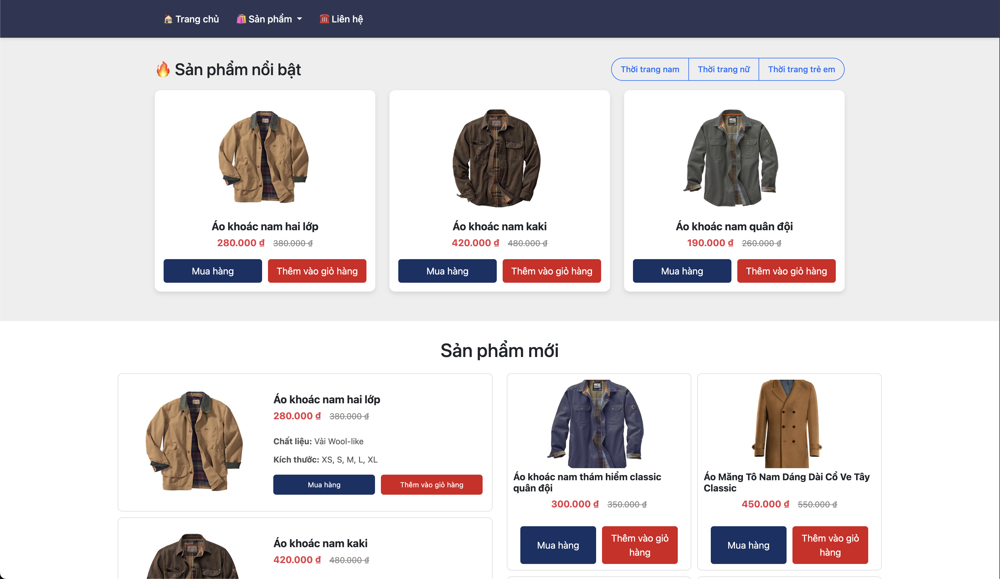 🏠 Trang chủ 🛍️ Sản phẩm ☎️ Liên hệ
🔥 Sản phẩm nổi bật
Thời trang nam Thời trang nữ Thời trang trẻ em
Áo khoác nam hai lớp
280.000 ₫ 380.000 ₫
Mua hàng Thêm vào giỏ hàng
Áo khoác nam kaki
420.000 ₫ 480.000 ₫
Mua hàng Thêm vào giỏ hàng
Áo khoác nam quân đội
190.000 ₫ 260.000 ₫
Mua hàng Thêm vào giỏ hàng
Sản phẩm mới
Áo khoác nam hai lớp
280.000 ₫ 380.000 ₫
Chất liệu: Vải Wool-like
Kích thước: XS, S, M, L, XL
Mua hàng Thêm vào giỏ hàng
Áo khoác nam kaki
420.000 ₫ 480.000 ₫
Áo khoác nam thám hiểm classic
quân đội
300.000 ₫ 350.000 ₫
Mua hàng
Thêm vào giỏ
hàng
Áo Măng Tô Nam Dáng Dài Cổ Ve Tây
Classic
450.000 ₫ 550.000 ₫
Mua hàng
Thêm vào giỏ
hàng